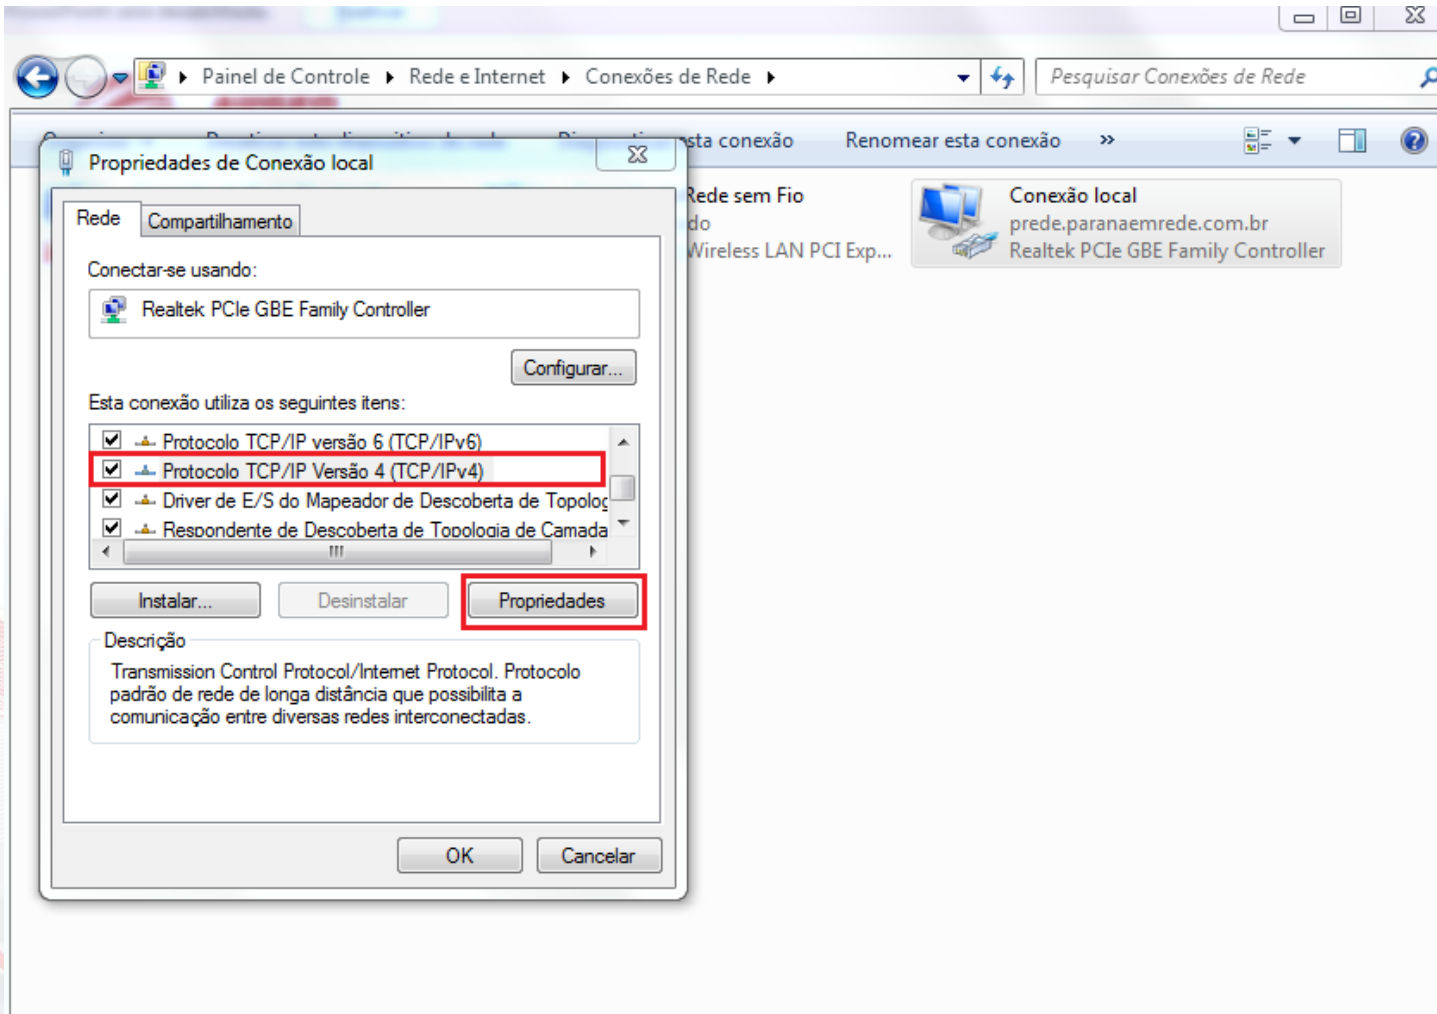 Painel de Controle
Rede e Internet
Conexões de Rede
Pesquisar Conexões de Rede
sta conexão
Renomear esta conexão
»
Propriedades de Conexão local
Rede
Compartilhamento
Conectar-se usando:
Realtek PCIe GBE Family Controller
Configurar...
Esta conexão utiliza os seguintes itens:
Protocolo TCP/IP versão 6 (TCP/IPv6)
Protocolo TCP/IP Versão 4 (TCP/IPv4)
Driver de E/S do Mapeador de Descoberta de Topolog
Respondente de Descoberta de Topologia de Camada
Instalar...
Desinstalar
Propriedades
Descrição
Transmission Control Protocol/Internet Protocol. Protocolo
padrão de rede de longa distância que possibilita a
comunicação entre diversas redes interconectadas.
OK
Cancelar
Rede sem Fio
do
Wireless LAN PCI Exp...
Conexão local
prede.paranaemrede.com.br
Realtek PCIe GBE Family Controller